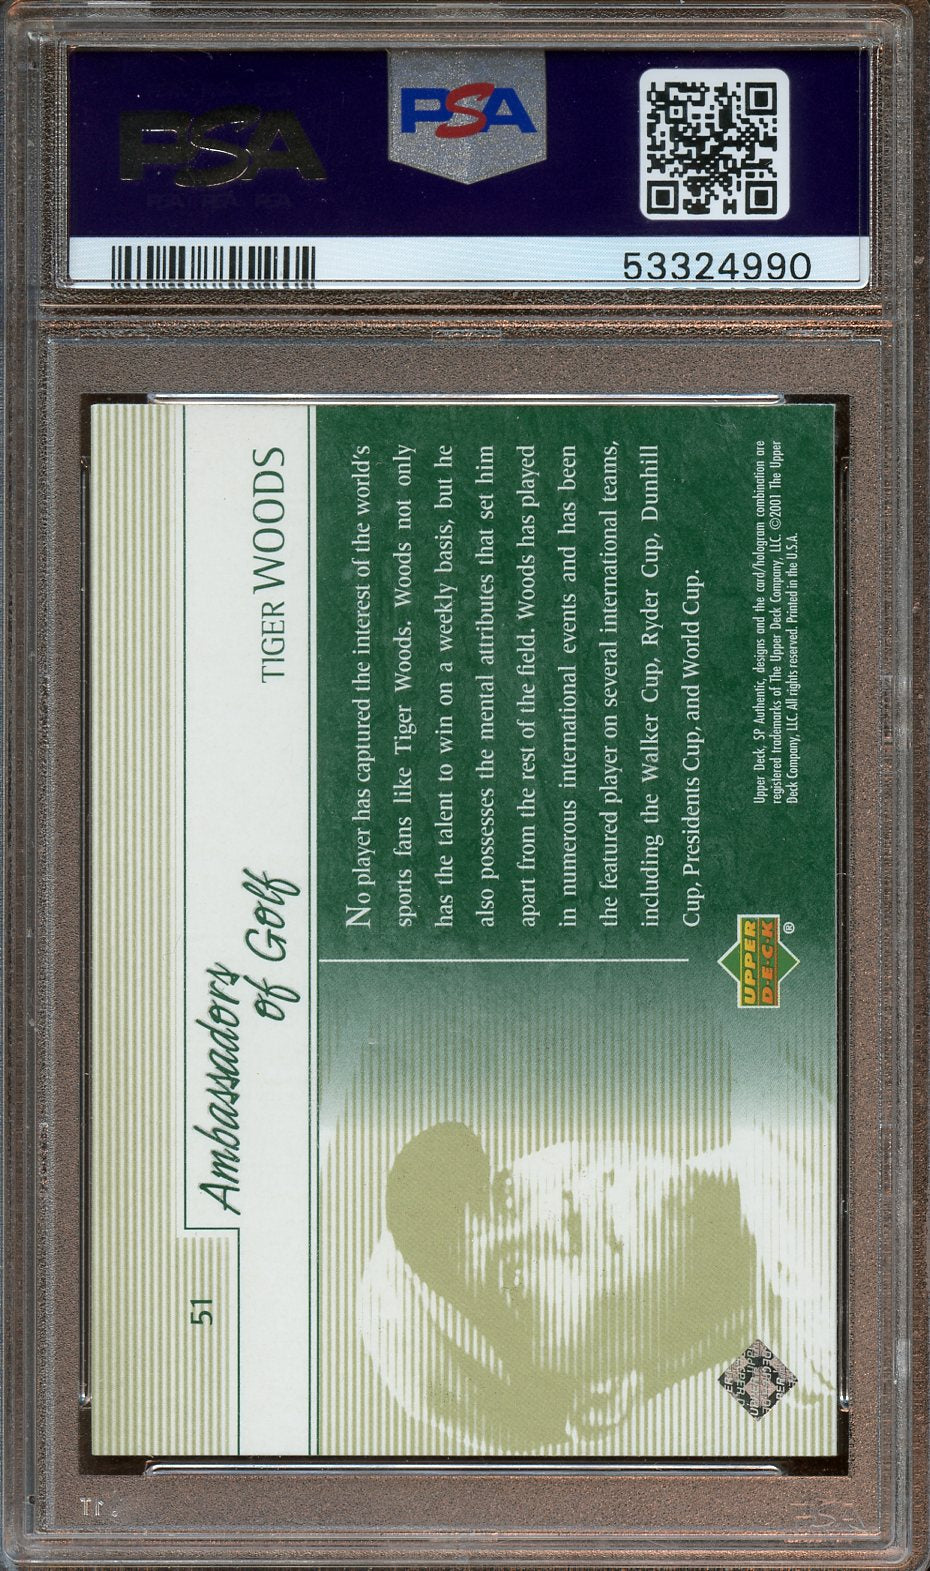 PSA
PSA
53324990
51
Ambassadors
of Golf
TIGER WOODS
No player has captured the interest of the world's
sports fans like Tiger Woods. Woods not only
has the talent to win on a weekly basis, but he
also possesses the mental attributes that set him
apart from the rest of the field. Woods has played
in numerous international events and has been
the featured player on several international teams,
including the Walker Cup, Ryder Cup, Dunhill
Cup, Presidents Cup, and World Cup.
UPPER
D·E·C·K
®
Upper Deck, SP Authentic, designs and the card/hologram combination are
registered trademarks of The Upper Deck Company, LLC. ©2001 The Upper
Deck Company, LLC. All rights reserved. Printed in the U.S.A.